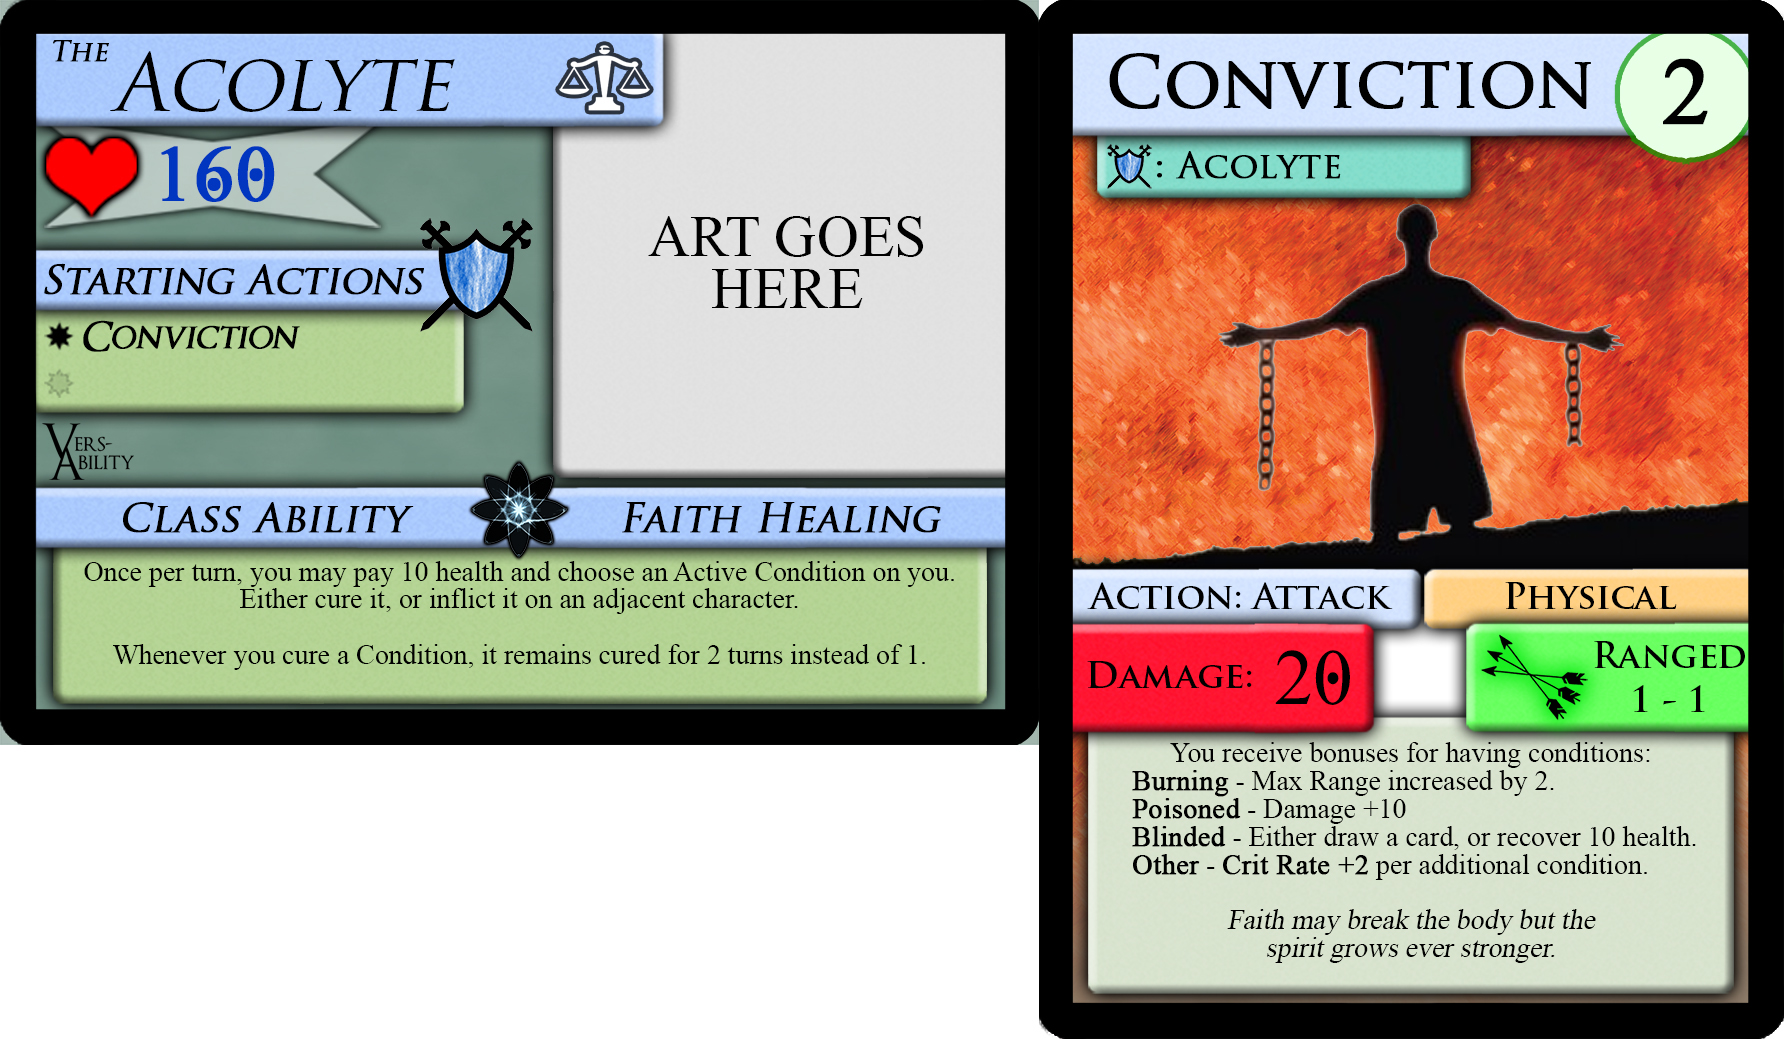 The
Acolyte
160
Starting Actions
Conviction
Vers-
Ability
Class Ability
Faith Healing
Once per turn, you may pay 10 health and choose an Active Condition on you.
Either cure it, or inflict it on an adjacent character.
Whenever you cure a Condition, it remains cured for 2 turns instead of 1.
ART GOES
HERE
Conviction
2
: Acolyte
Action: Attack
Physical
Damage: 20
Ranged
1 - 1
You receive bonuses for having conditions:
Burning - Max Range increased by 2.
Poisoned - Damage +10
Blinded - Either draw a card, or recover 10 health.
Other - Crit Rate +2 per additional condition.
Faith may break the body but the
spirit grows ever stronger.